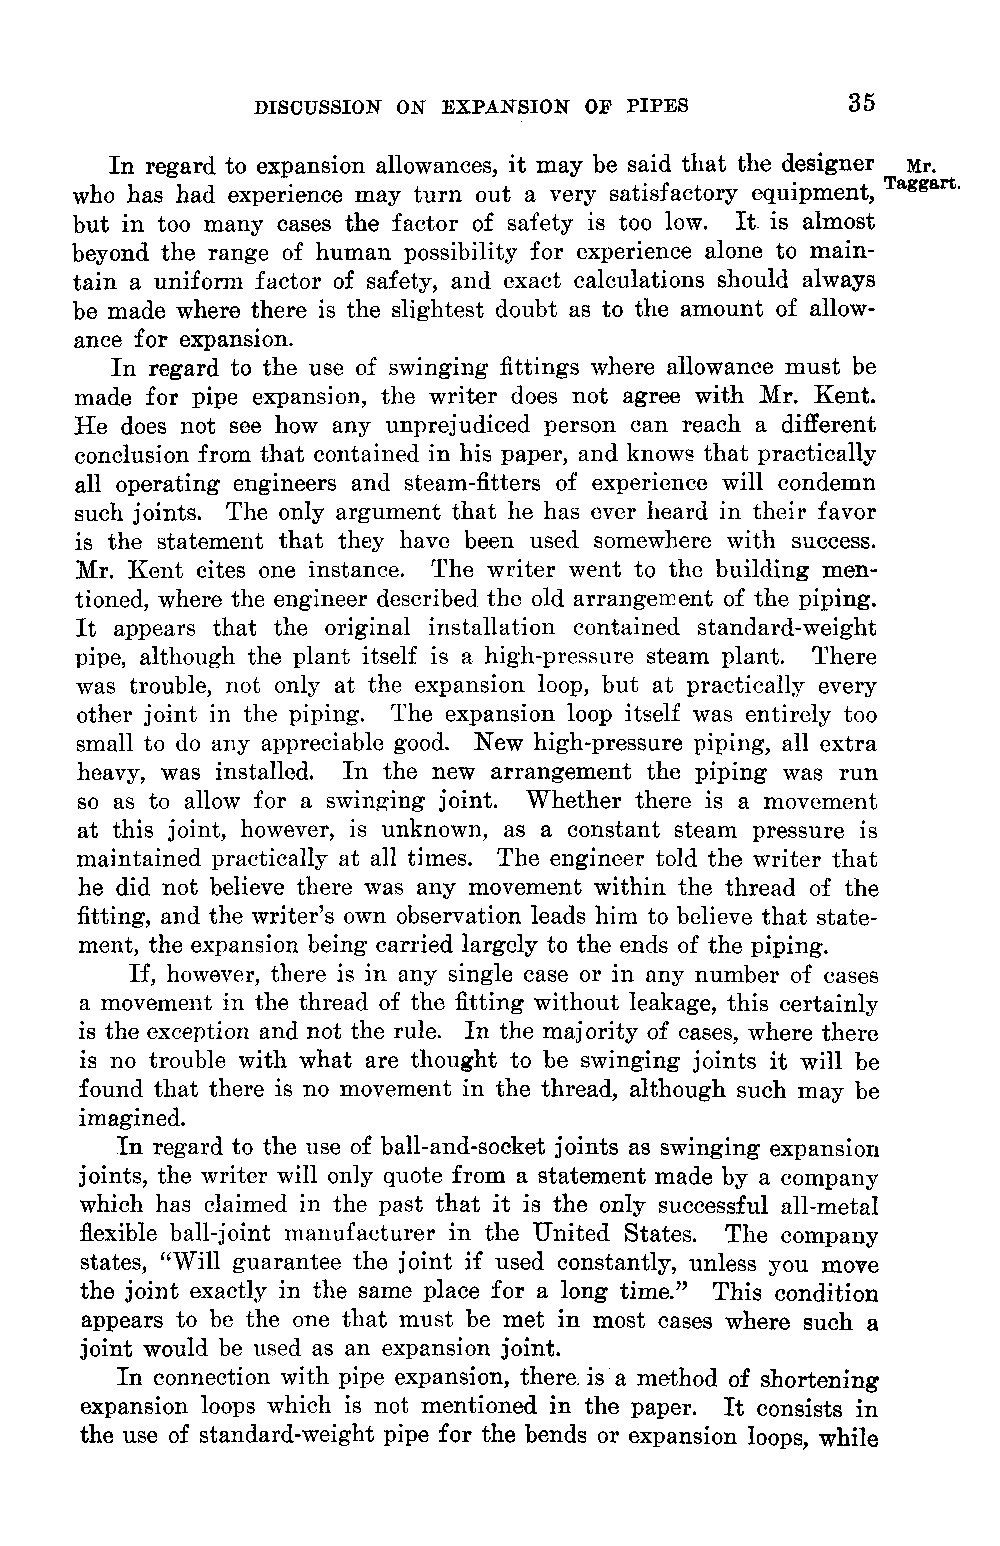 DISCUSSION ON EXPANSION OF PIPES 35
In regard to expansion allowances, it may be said that the designer Mr.
who has had experience may turn out a very satisfactory equipment, Taggart.
but in too many cases the factor of safety is too low. It is almost
beyond the range of human possibility for experience alone to main-
tain a uniform factor of safety, and exact calculations should always
be made where there is the slightest doubt as to the amount of allow-
ance for expansion.
In regard to the use of swinging fittings where allowance must be
made for pipe expansion, the writer does not agree with Mr. Kent.
He does not see how any unprejudiced person can reach a different
conclusion from that contained in his paper, and knows that practically
all operating engineers and steam-fitters of experience will condemn
such joints. The only argument that he has ever heard in their favor
is the statement that they have been used somewhere with success.
Mr. Kent cites one instance. The writer went to the building men-
tioned, where the engineer described the old arrangement of the piping.
It appears that the original installation contained standard-weight
pipe, although the plant itself is a high-pressure steam plant. There
was trouble, not only at the expansion loop, but at practically every
other joint in the piping. The expansion loop itself was entirely too
small to do any appreciable good. New high-pressure piping, all extra
heavy, was installed. In the new arrangement the piping was run
so as to allow for a swinging joint. Whether there is a movement
at this joint, however, is unknown, as a constant steam pressure is
maintained practically at all times. The engineer told the writer that
he did not believe there was any movement within the thread of the
fitting, and the writer's own observation leads him to believe that state-
ment, the expansion being carried largely to the ends of the piping.
If, however, there is in any single case or in any number of cases
a movement in the thread of the fitting without leakage, this certainly
is the exception and not the rule. In the majority of cases, where there
is no trouble with what are thought to be swinging joints it will be
found that there is no movement in the thread, although such may be
imagined.
In regard to the use of ball-and-socket joints as swinging expansion
joints, the writer will only quote from a statement made by a company
which has claimed in the past that it is the only successful all-metal
flexible ball-joint manufacturer in the United States. The company
states, “Will guarantee the joint if used constantly, unless you move
the joint exactly in the same place for a long time.” This condition
appears to be the one that must be met in most cases where such a
joint would be used as an expansion joint.
In connection with pipe expansion, there is a method of shortening
expansion loops which is not mentioned in the paper. It consists in
the use of standard-weight pipe for the bends or expansion loops, while